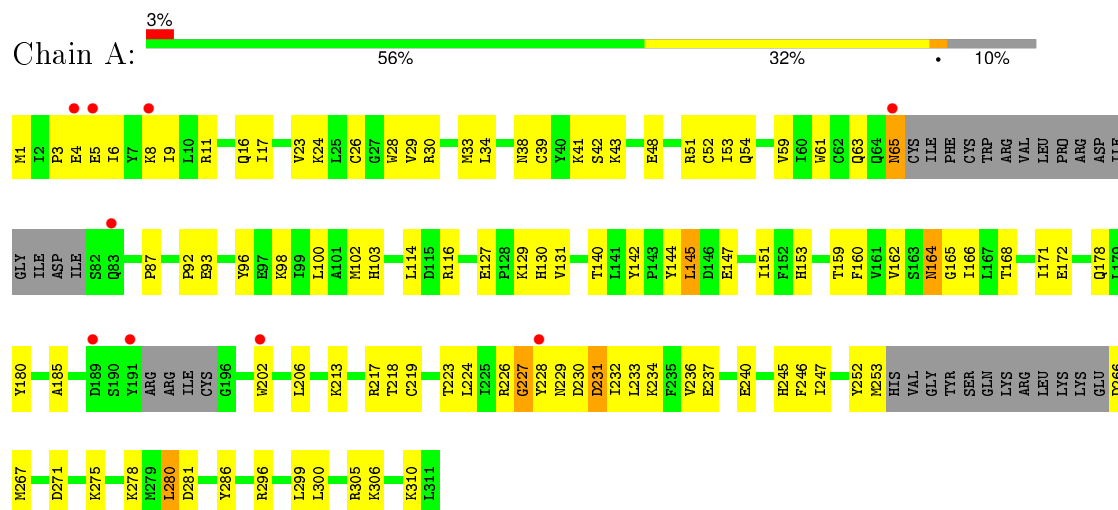 3%
Chain A:
56% 32% • 10%
M1 I2 P3 E4 E5 I6 Y7 K8 I9 L10 R11 Q16 I17 V23 K24 L25 C26 G27 W28 V29 R30 M33 L34 N38 C39 Y40 K41 S42 K43 E48 R51 C52 I53 Q54 V59 I60 W61 C62 Q63 Q64 N65 CYS ILE PHE CYS TRP ARG VAL LEU PRO ARG ASP ILE
GLY ILE ASP ILE S82 Q83 P87 P92 E93 Y96 E97 K98 I99 L100 A101 M102 H103 L114 D115 R116 E127 P128 K129 H130 V131 T140 L141 Y142 P143 Y144 L145 D146 E147 I151 F152 H153 T159 F160 V161 V162 S163 N164 G165 I166 L167 T168 I171 E172 Q178 L179
Y180 A185 D189 S190 Y191 ARG ARG ILE CYS G196 W202 L206 K213 R217 T218 C219 T223 L224 I225 R226 G227 Y228 N229 D230 D231 I232 L233 K234 F235 V236 E237 E240 H245 F246 I247 Y252 M253 HIS VAL GLY TYR SER GLN LYS ARG LEU LYS LYS GLU D266
M267 D271 K275 K278 M279 L280 D281 Y286 R296 L299 L300 R305 K306 K310 L311